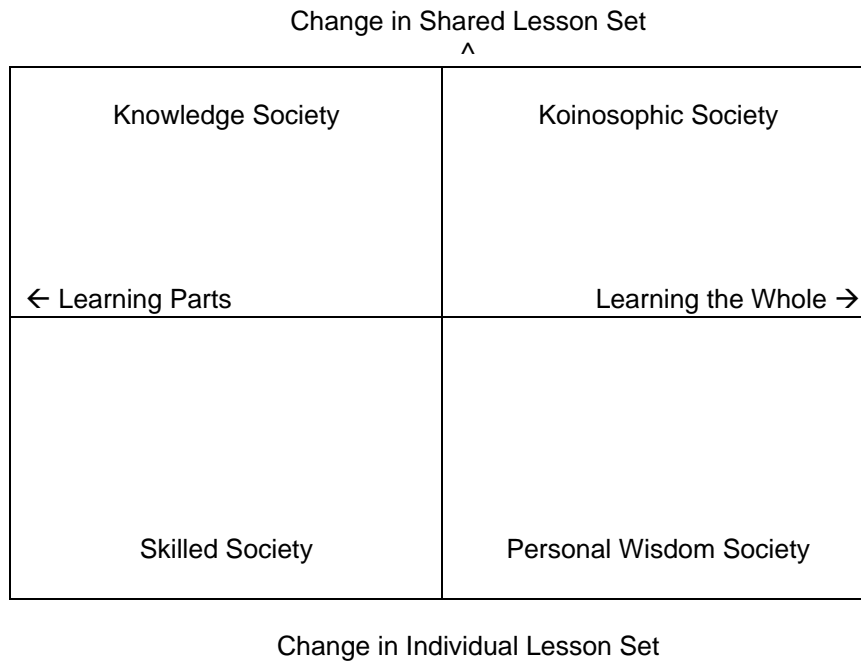 Change in Shared Lesson Set
^
Knowledge Society Koinosophic Society
← Learning Parts Learning the Whole →
Skilled Society Personal Wisdom Society
Change in Individual Lesson Set